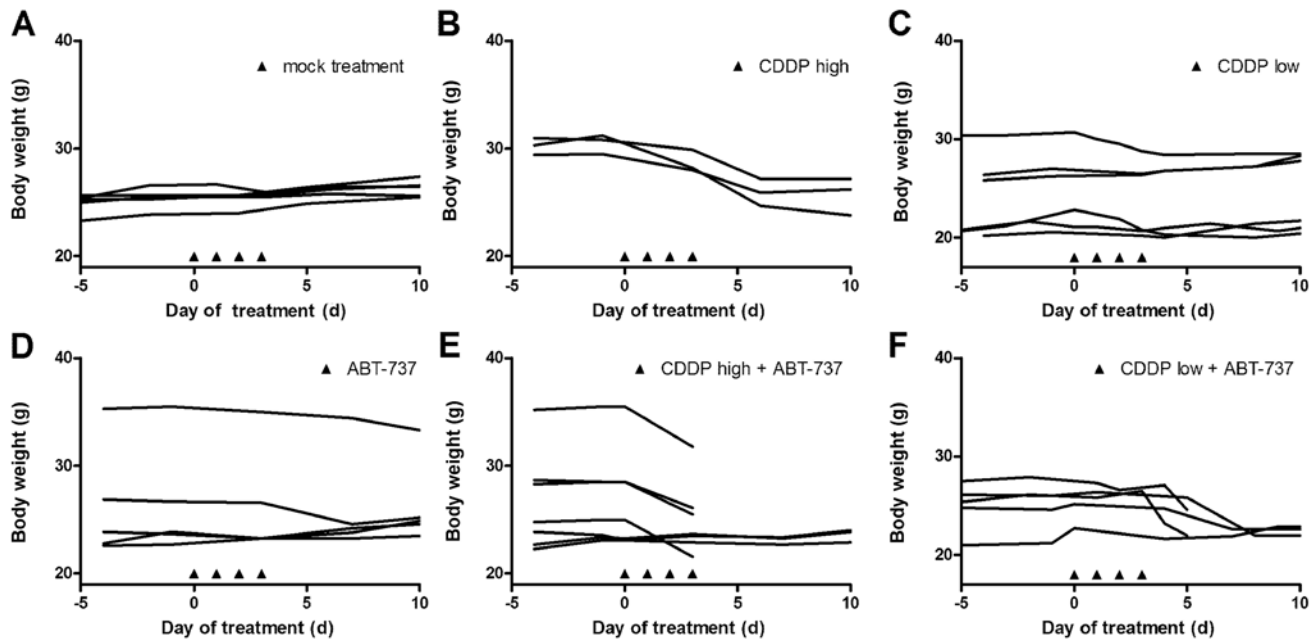 A
▲ mock treatment
Body weight (g)
40
30
20
-5 0 5 10
Day of treatment (d)
B
▲ CDDP high
Body weight (g)
40
30
20
-5 0 5 10
Day of treatment (d)
C
▲ CDDP low
Body weight (g)
40
30
20
-5 0 5 10
Day of treatment (d)
D
▲ ABT-737
Body weight (g)
40
30
20
-5 0 5 10
Day of treatment (d)
E
▲ CDDP high + ABT-737
Body weight (g)
40
30
20
-5 0 5 10
Day of treatment (d)
F
▲ CDDP low + ABT-737
Body weight (g)
40
30
20
-5 0 5 10
Day of treatment (d)